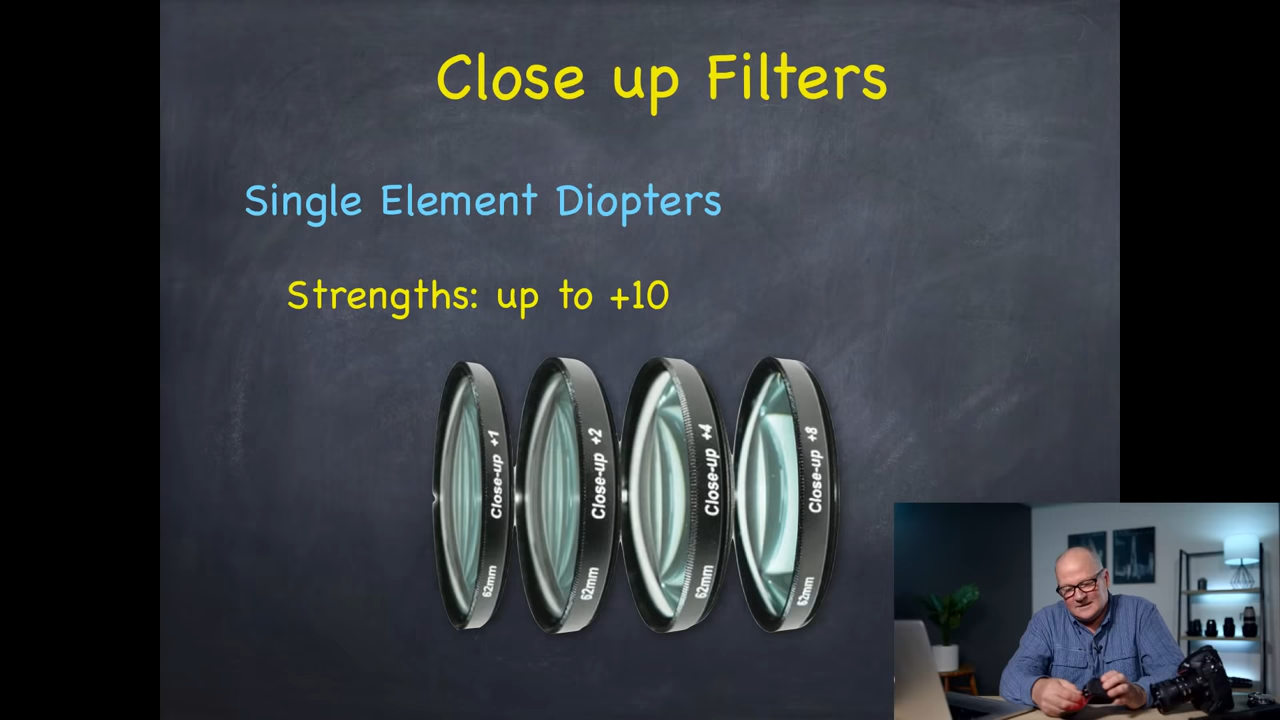 Close up Filters
Single Element Diopters
Strengths: up to +10
Close-up +1
62mm
Close-up +2
62mm
Close-up +4
62mm
Close-up +8
62mm